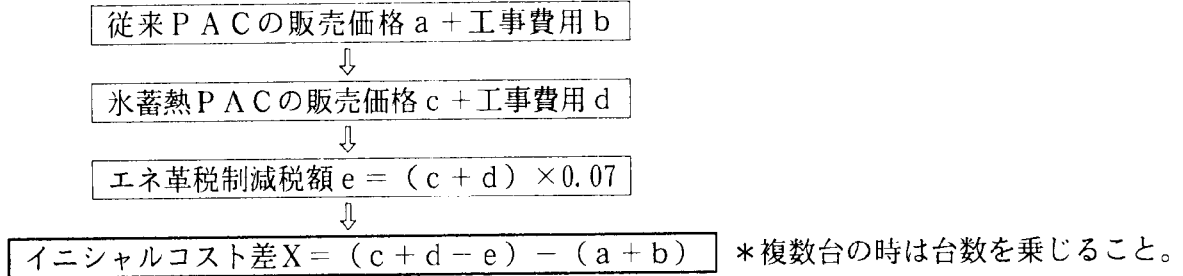 従来PACの販売価格a+工事費用b
⇩
氷蓄熱PACの販売価格c+工事費用d
⇩
エネ革税制減税額e=(c+d)×0.07
⇩
イニシャルコスト差X=(c+d-e)-(a+b) *複数台の時は台数を乗じること。